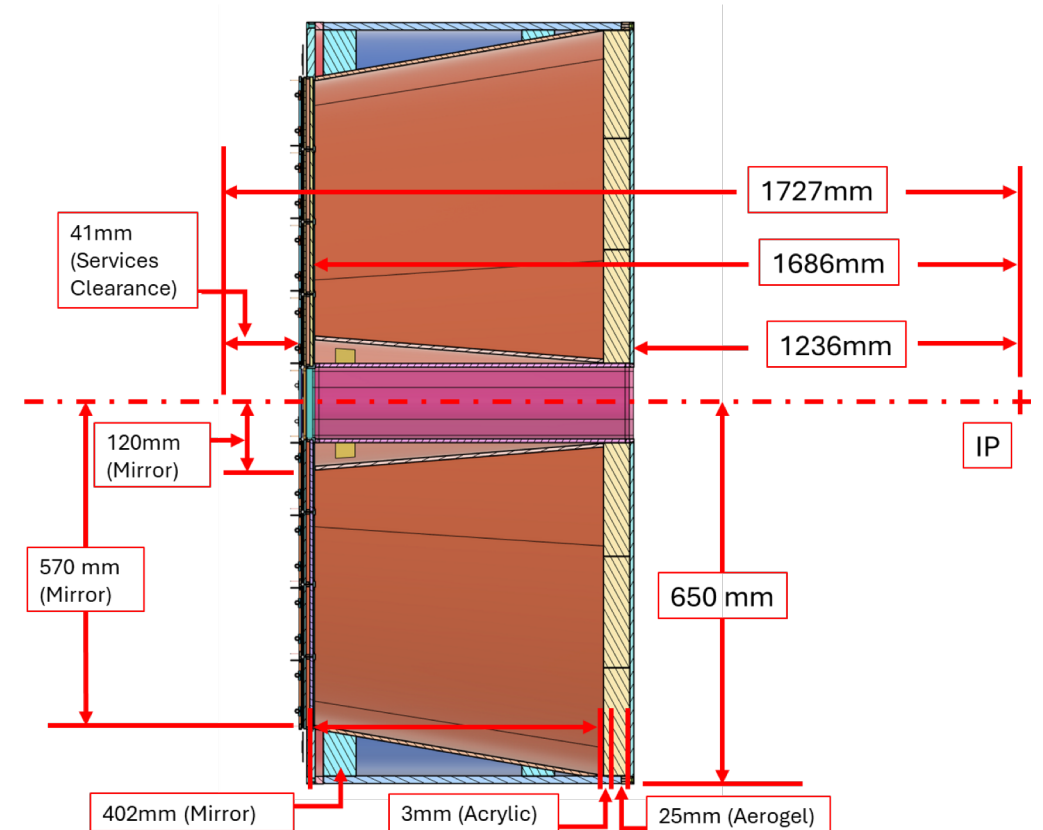 1727mm
41mm
(Services
Clearance)
1686mm
1236mm
120mm
(Mirror)
IP
570 mm
(Mirror)
650 mm
402mm (Mirror)
3mm (Acrylic)
25mm (Aerogel)